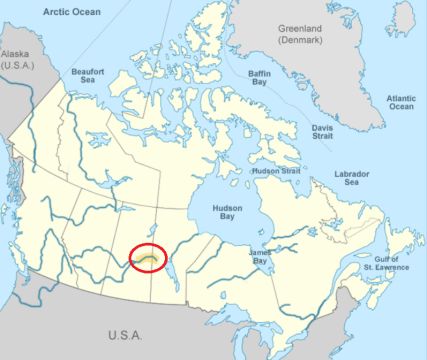 Arctic Ocean
Greenland
(Denmark)
Alaska
(U.S.A.)
Beaufort
Sea
Baffin
Bay
Atlantic
Ocean
Davis
Strait
Hudson Strait
Labrador
Sea
Hudson
Bay
James
Bay
Gulf of
St. Lawrence
U.S.A.